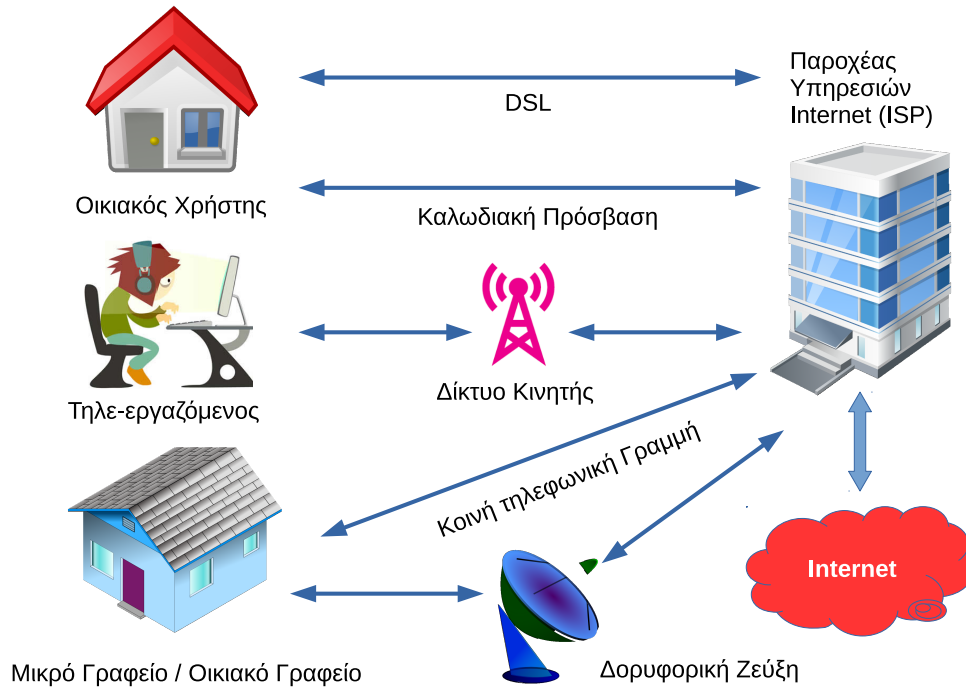 Παροχέας
Υπηρεσιών
Internet (ISP)
DSL
Οικιακός Χρήστης
Καλωδιακή Πρόσβαση
Τηλε-εργαζόμενος
Δίκτυο Κινητής
Κοινή τηλεφωνική Γραμμή
Internet
Μικρό Γραφείο / Οικιακό Γραφείο
Δορυφορική Ζεύξη